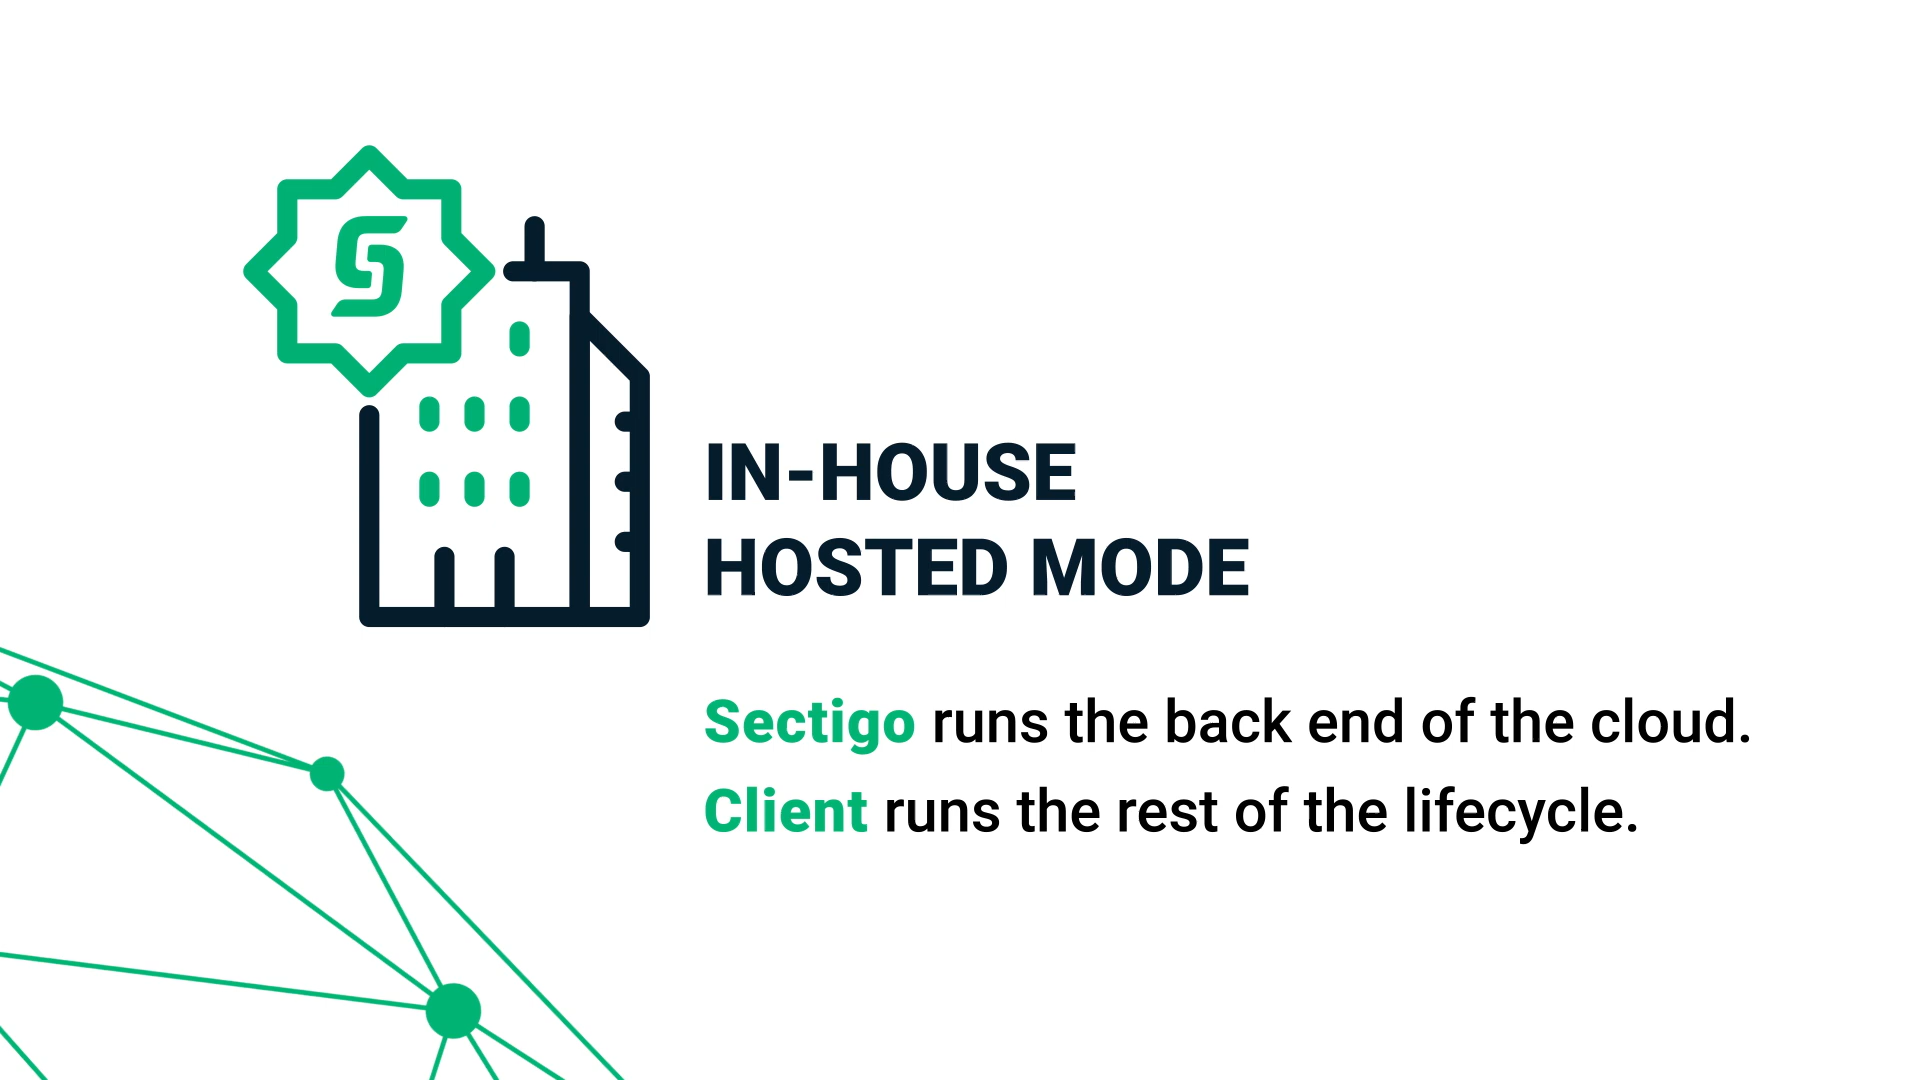 S
IN-HOUSE
HOSTED MODE
Sectigo runs the back end of the cloud.
Client runs the rest of the lifecycle.